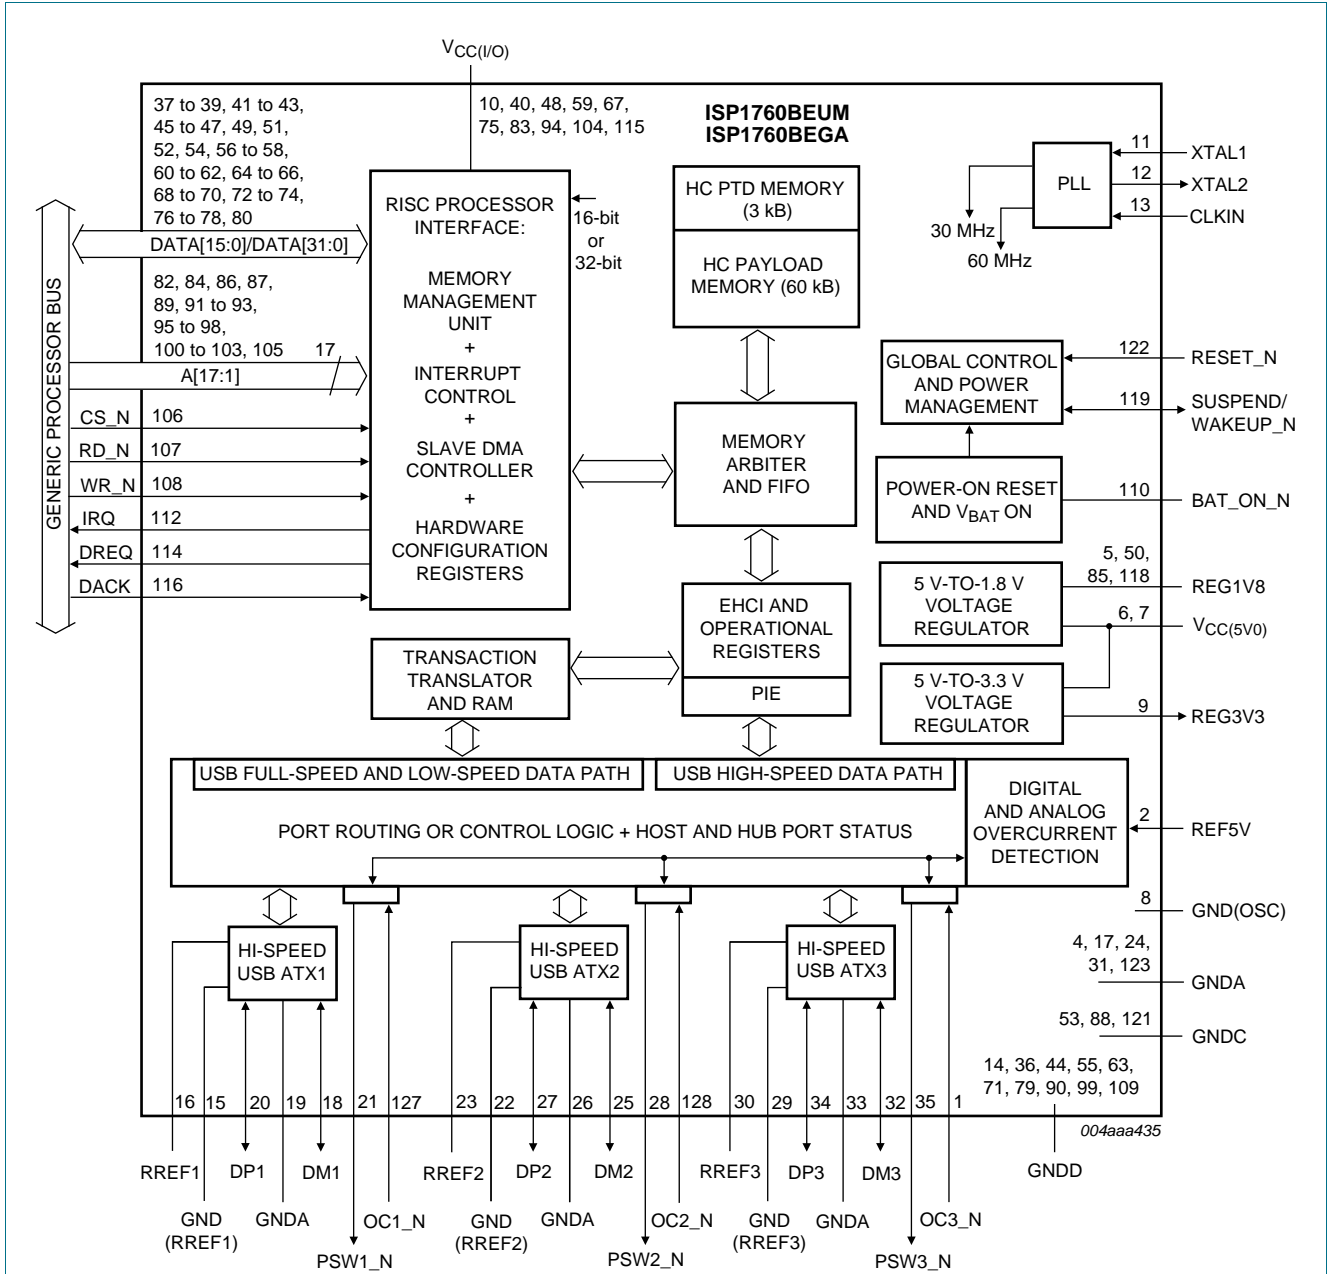 VCC(I/O)
37 to 39, 41 to 43,
45 to 47, 49, 51,
52, 54, 56 to 58,
60 to 62, 64 to 66,
68 to 70, 72 to 74,
76 to 78, 80
10, 40, 48, 59, 67,
75, 83, 94, 104, 115
ISP1760BEUM
ISP1760BEGA
GENERIC PROCESSOR BUS
DATA[15:0]/DATA[31:0]
82, 84, 86, 87,
89, 91 to 93,
95 to 98,
100 to 103, 105
17
A[17:1]
CS_N
106
RD_N
107
WR_N
108
IRQ
112
DREQ
114
DACK
116
RISC PROCESSOR
INTERFACE:
MEMORY
MANAGEMENT
UNIT
+
INTERRUPT
CONTROL
+
SLAVE DMA
CONTROLLER
+
HARDWARE
CONFIGURATION
REGISTERS
16-bit
or
32-bit
HC PTD MEMORY
(3 kB)
HC PAYLOAD
MEMORY (60 kB)
PLL
30 MHz
60 MHz
11
XTAL1
12
XTAL2
13
CLKIN
MEMORY
ARBITER
AND FIFO
GLOBAL CONTROL
AND POWER
MANAGEMENT
122
RESET_N
119
SUSPEND/
WAKEUP_N
POWER-ON RESET
AND VBAT ON
110
BAT_ON_N
EHCI AND
OPERATIONAL
REGISTERS
PIE
5 V-TO-1.8 V
VOLTAGE
REGULATOR
5, 50,
85, 118
REG1V8
6, 7
VCC(5V0)
5 V-TO-3.3 V
VOLTAGE
REGULATOR
9
REG3V3
TRANSACTION
TRANSLATOR
AND RAM
USB FULL-SPEED AND LOW-SPEED DATA PATH
USB HIGH-SPEED DATA PATH
PORT ROUTING OR CONTROL LOGIC + HOST AND HUB PORT STATUS
DIGITAL
AND ANALOG
OVERCURRENT
DETECTION
2
REF5V
8
GND(OSC)
4, 17, 24,
31, 123
GNDA
53, 88, 121
GNDC
14, 36, 44, 55, 63,
71, 79, 90, 99, 109
GNDD
HI-SPEED
USB ATX1
HI-SPEED
USB ATX2
HI-SPEED
USB ATX3
16 15 20 19 18 21 127 23 22 27 26 25 28 128 30 29 34 33 32 35 1
004aaa435
RREF1 DP1 DM1 RREF2 DP2 DM2 RREF3 DP3 DM3
GND
(RREF1)
GNDA
OC1_N
PSW1_N
GND
(RREF2)
GNDA
OC2_N
PSW2_N
GND
(RREF3)
GNDA
OC3_N
PSW3_N